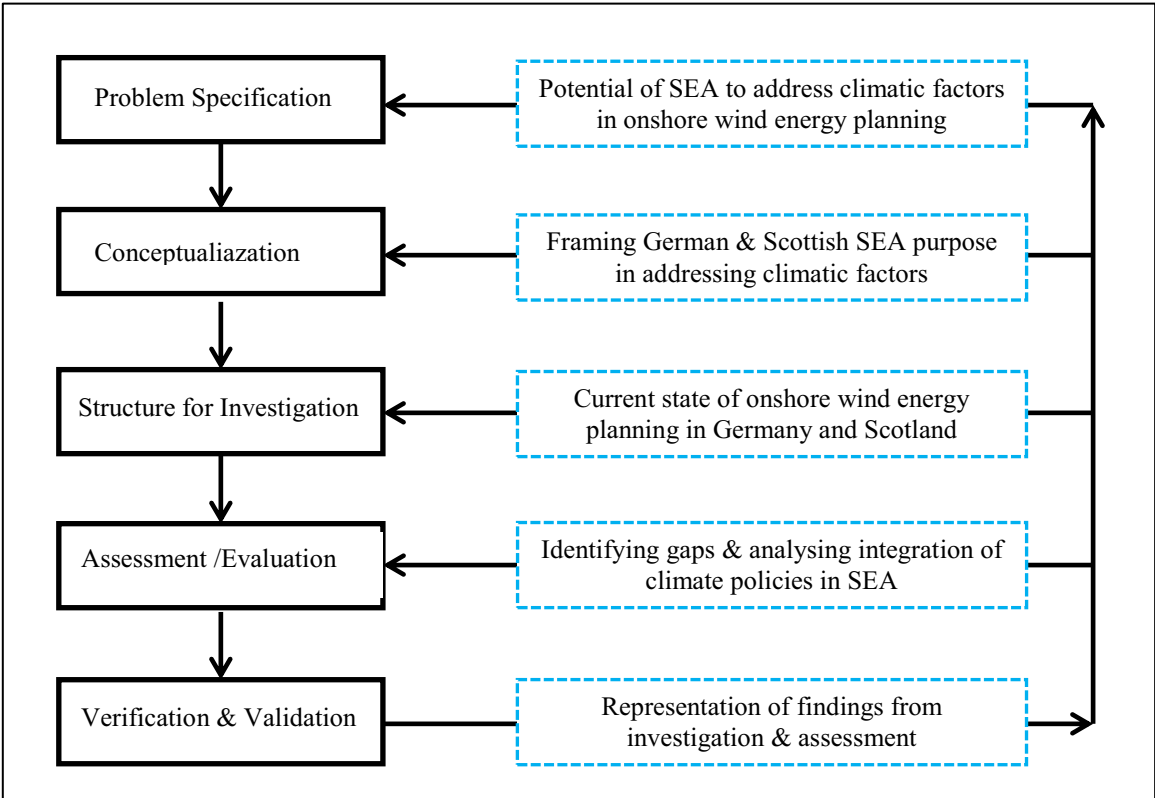 Problem Specification
Potential of SEA to address climatic factors
in onshore wind energy planning
Conceptualiazation
Framing German & Scottish SEA purpose
in addressing climatic factors
Structure for Investigation
Current state of onshore wind energy
planning in Germany and Scotland
Assessment /Evaluation
Identifying gaps & analysing integration of
climate policies in SEA
Verification & Validation
Representation of findings from
investigation & assessment